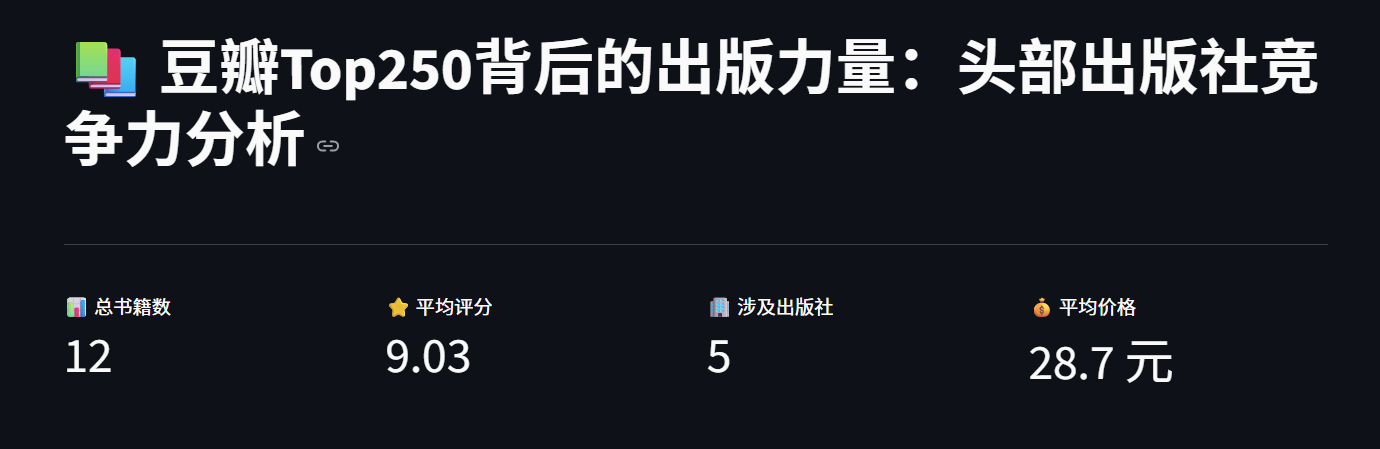 📚 豆瓣Top250背后的出版力量：头部出版社竞
争力分析
📊 总书籍数
12
⭐ 平均评分
9.03
🏢 涉及出版社
5
💰 平均价格
28.7 元